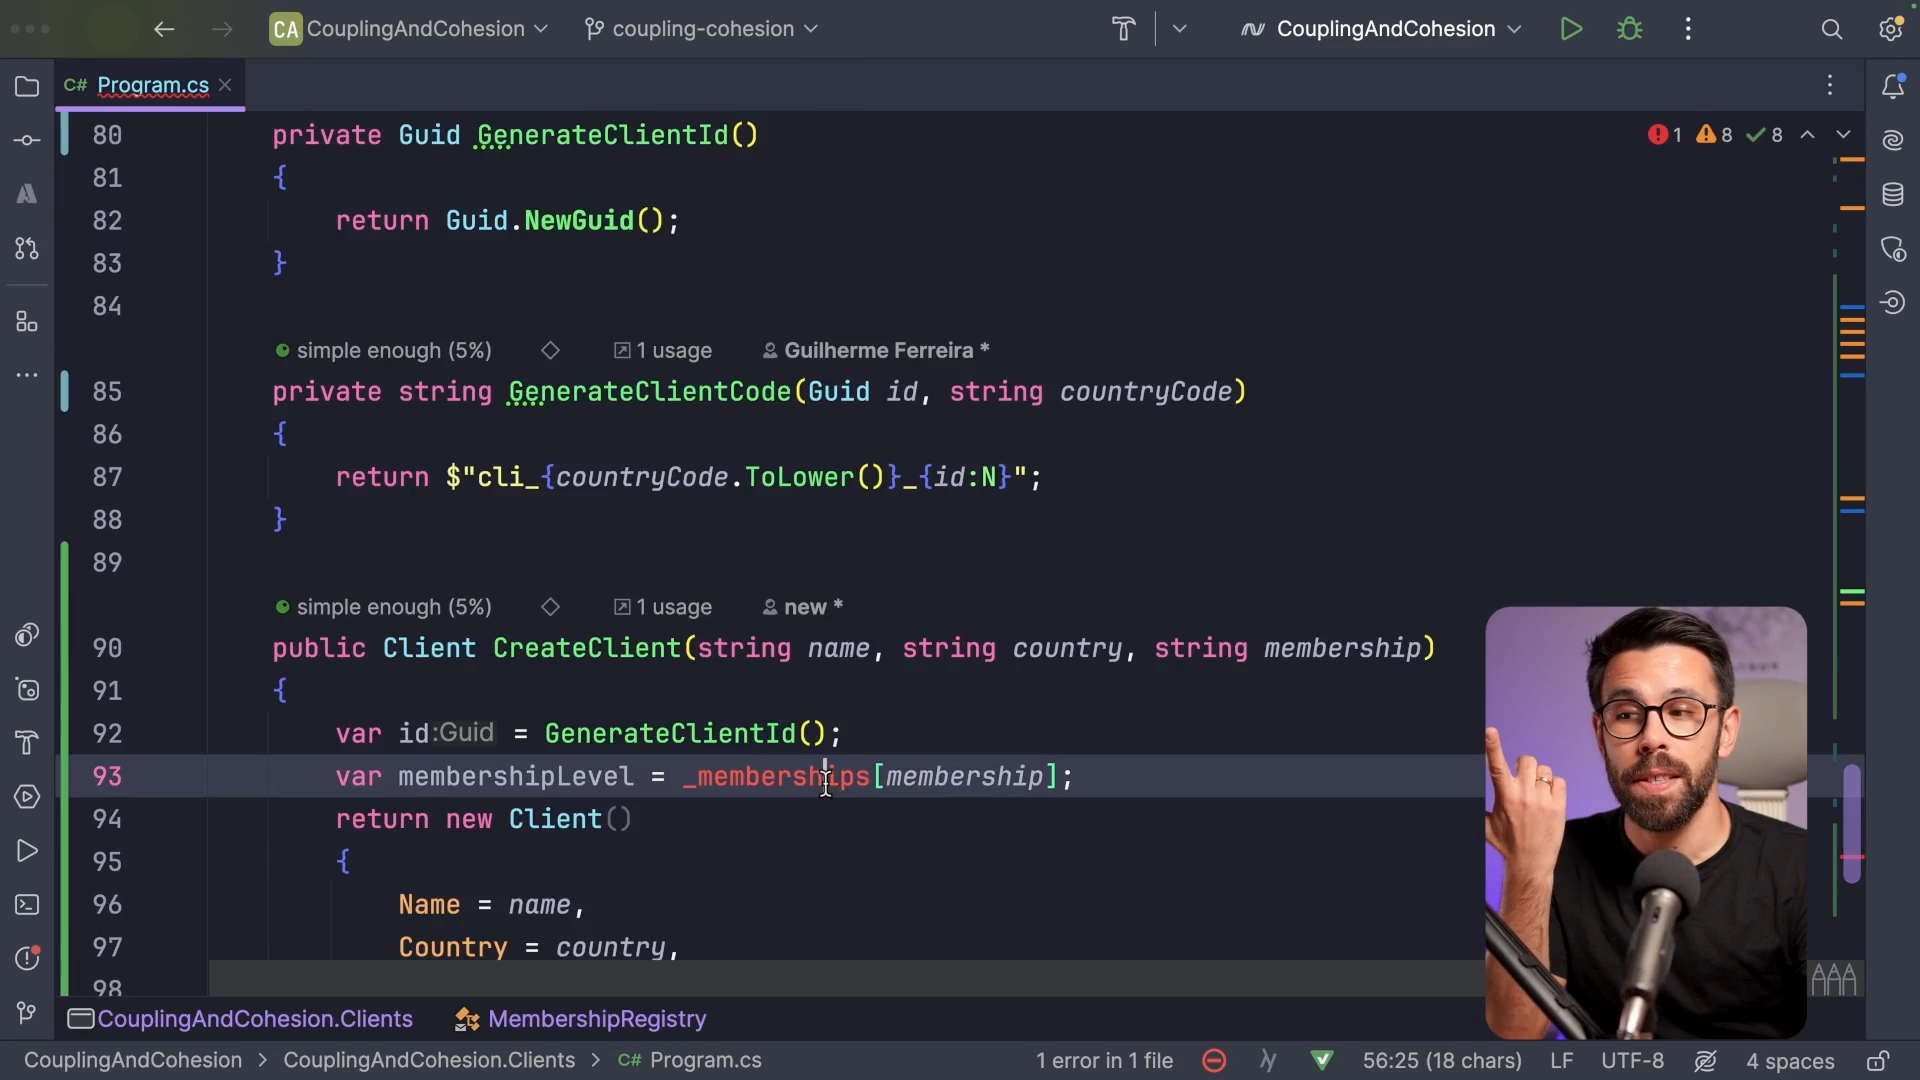 CA CouplingAndCohesion coupling-cohesion CouplingAndCohesion
C# Program.cs
1 8 8
80 private Guid GenerateClientId()
81 {
82 return Guid.NewGuid();
83 }
84
simple enough (5%) 1 usage Guilherme Ferreira *
85 private string GenerateClientCode(Guid id, string countryCode)
86 {
87 return $"cli_{countryCode.ToLower()}_{id:N}";
88 }
89
simple enough (5%) 1 usage new *
90 public Client CreateClient(string name, string country, string membership)
91 {
92 var id:Guid = GenerateClientId();
93 var membershipLevel = _memberships[membership];
94 return new Client()
95 {
96 Name = name,
97 Country = country,
98
CouplingAndCohesion.Clients MembershipRegistry
CouplingAndCohesion > CouplingAndCohesion.Clients > C# Program.cs 1 error in 1 file 56:25 (18 chars) LF UTF-8 4 spaces